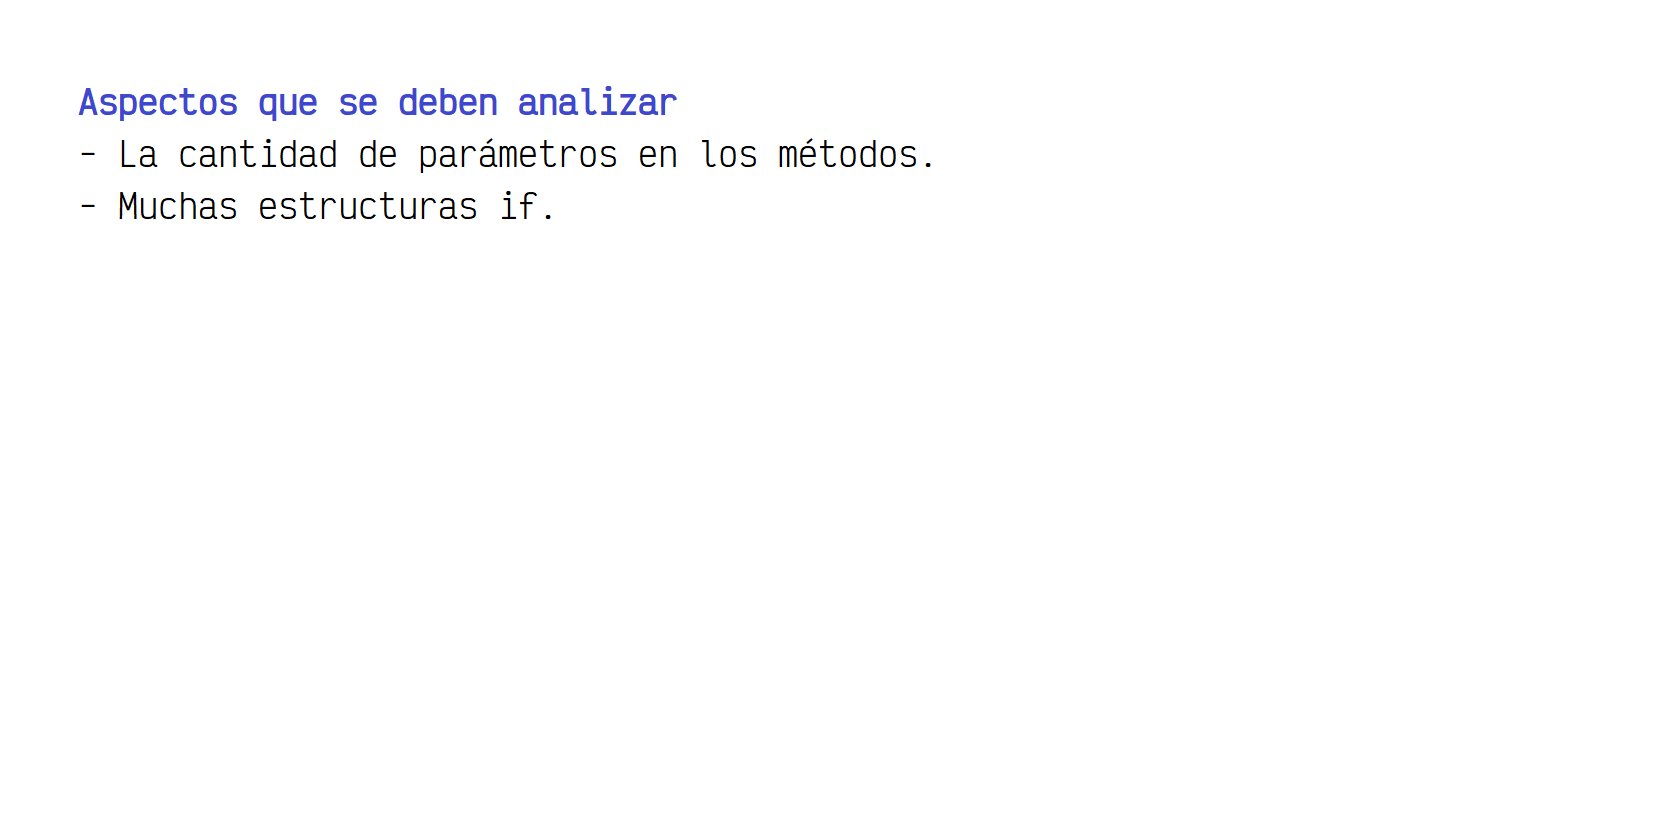 Aspectos que se deben analizar
- La cantidad de parámetros en los métodos.
- Muchas estructuras if.